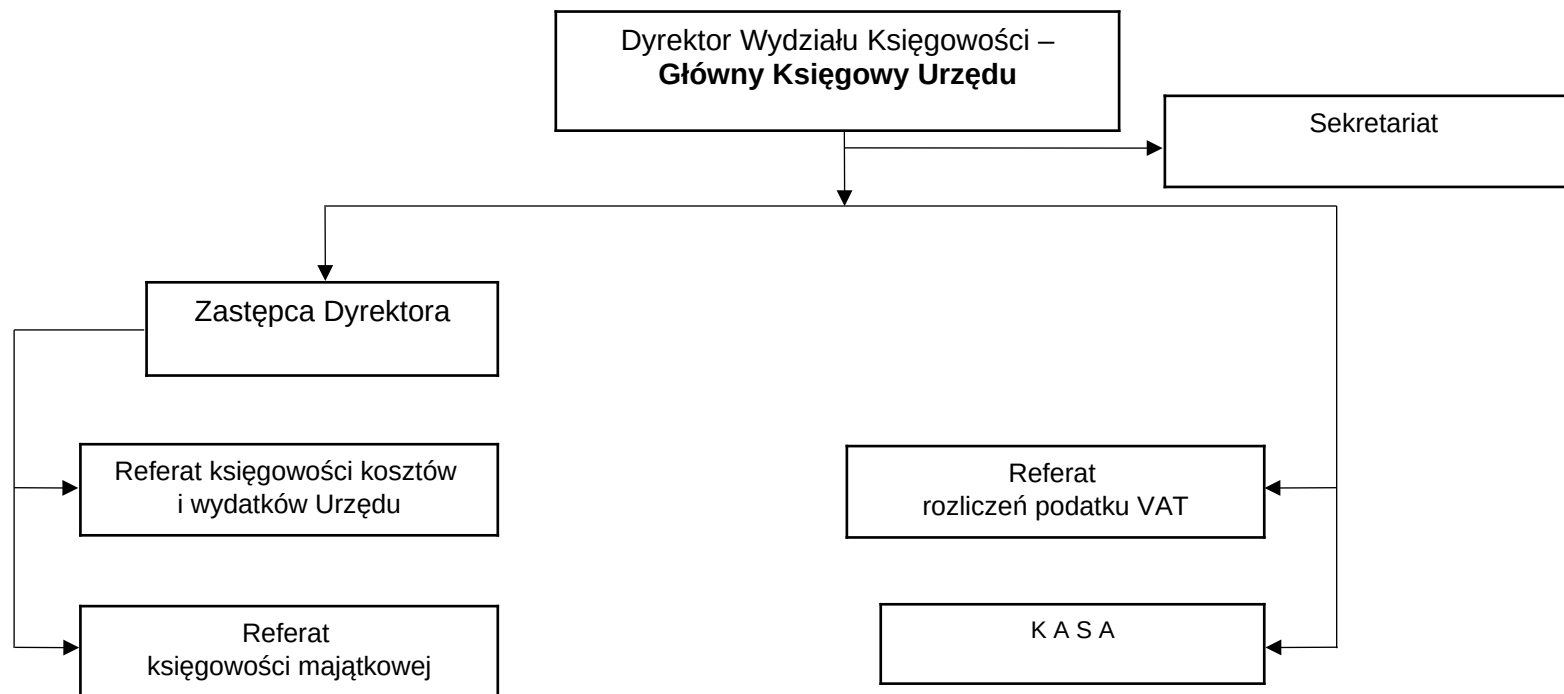 Dyrektor Wydziału Księgowości –
Główny Księgowy Urzędu
Sekretariat
Zastępca Dyrektora
Referat księgowości kosztów
i wydatków Urzędu
Referat
rozliczeń podatku VAT
Referat
księgowości majątkowej
K A S A